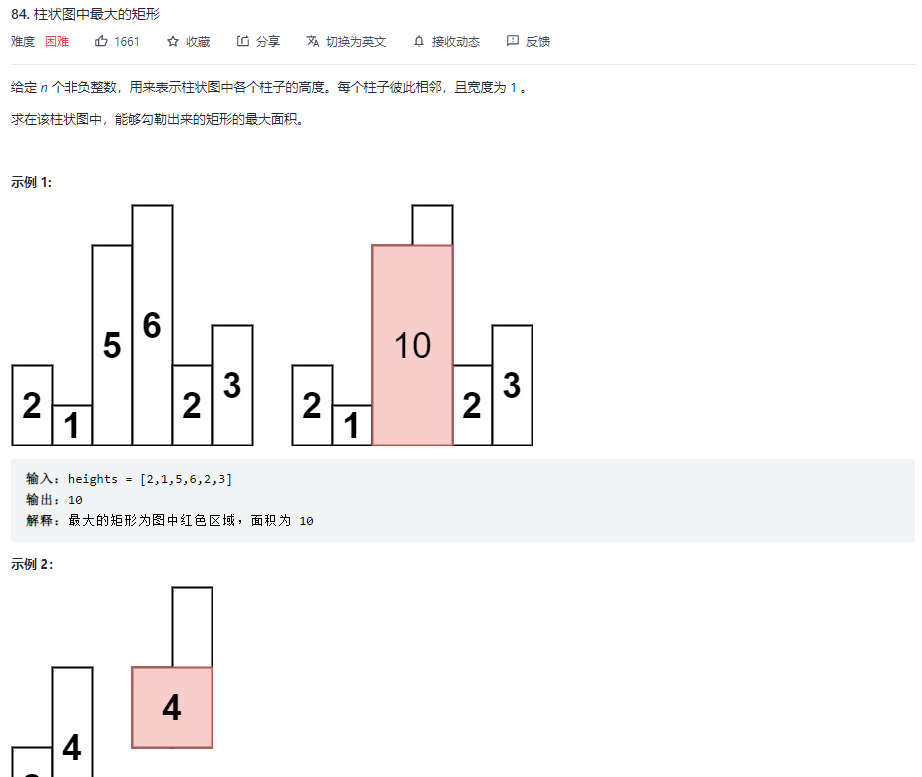 84. 柱状图中最大的矩形
难度 困难 1661 收藏 分享 切换为英文 接收动态 反馈
给定 n 个非负整数，用来表示柱状图中各个柱子的高度。每个柱子彼此相邻，且宽度为 1 。
求在该柱状图中，能够勾勒出来的矩形的最大面积。
示例 1:
2 1 5 6 2 3
2 1 10 2 3
输入：heights = [2,1,5,6,2,3]
输出：10
解释：最大的矩形为图中红色区域，面积为 10
示例 2：
4
4